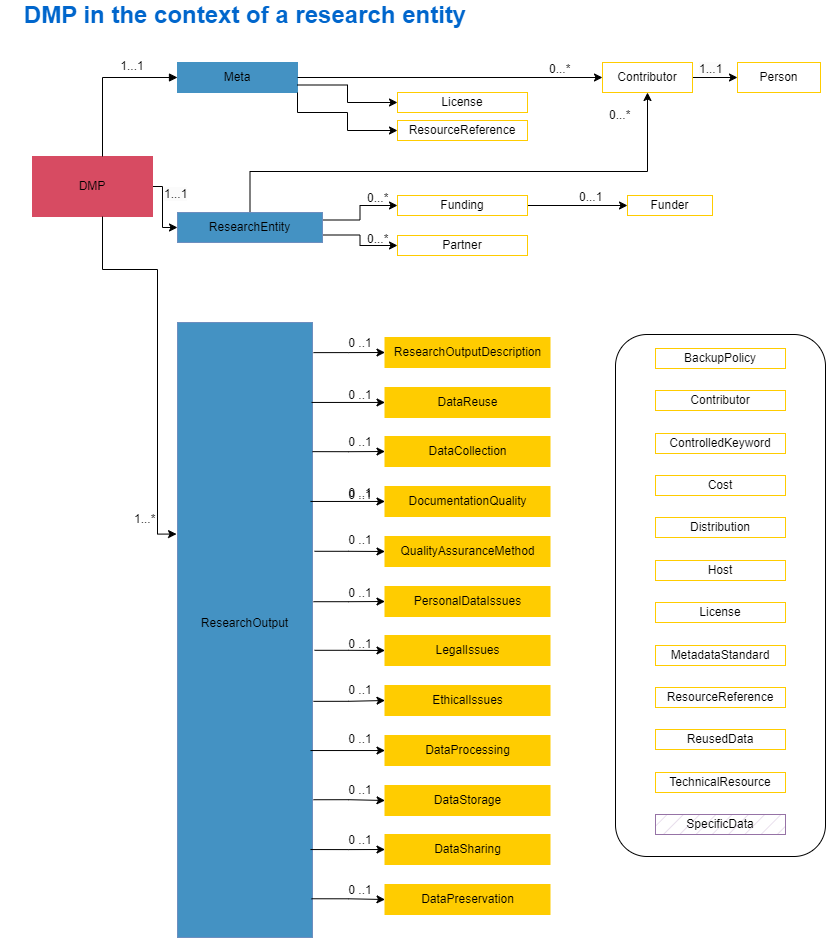 DMP in the context of a research entity
1...1
Meta
0...*
Contributor
1...1
Person
License
ResourceReference
0...*
DMP
1...1
ResearchEntity
0...*
Funding
0...1
Funder
0...*
Partner
1...*
ResearchOutput
0 ..1
ResearchOutputDescription
0 ..1
DataReuse
0 ..1
DataCollection
0 ..1
DocumentationQuality
0 ..1
QualityAssuranceMethod
0 ..1
PersonalDataIssues
0 ..1
LegalIssues
0 ..1
EthicalIssues
0 ..1
DataProcessing
0 ..1
DataStorage
0 ..1
DataSharing
0 ..1
DataPreservation
BackupPolicy
Contributor
ControlledKeyword
Cost
Distribution
Host
License
MetadataStandard
ResourceReference
ReusedData
TechnicalResource
SpecificData